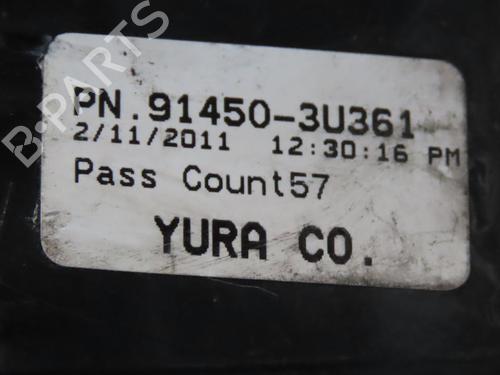 PN.91450-3U361
2/11/2011 12:30:16 PM
Pass Count57
YURA CO.
B-PARTS